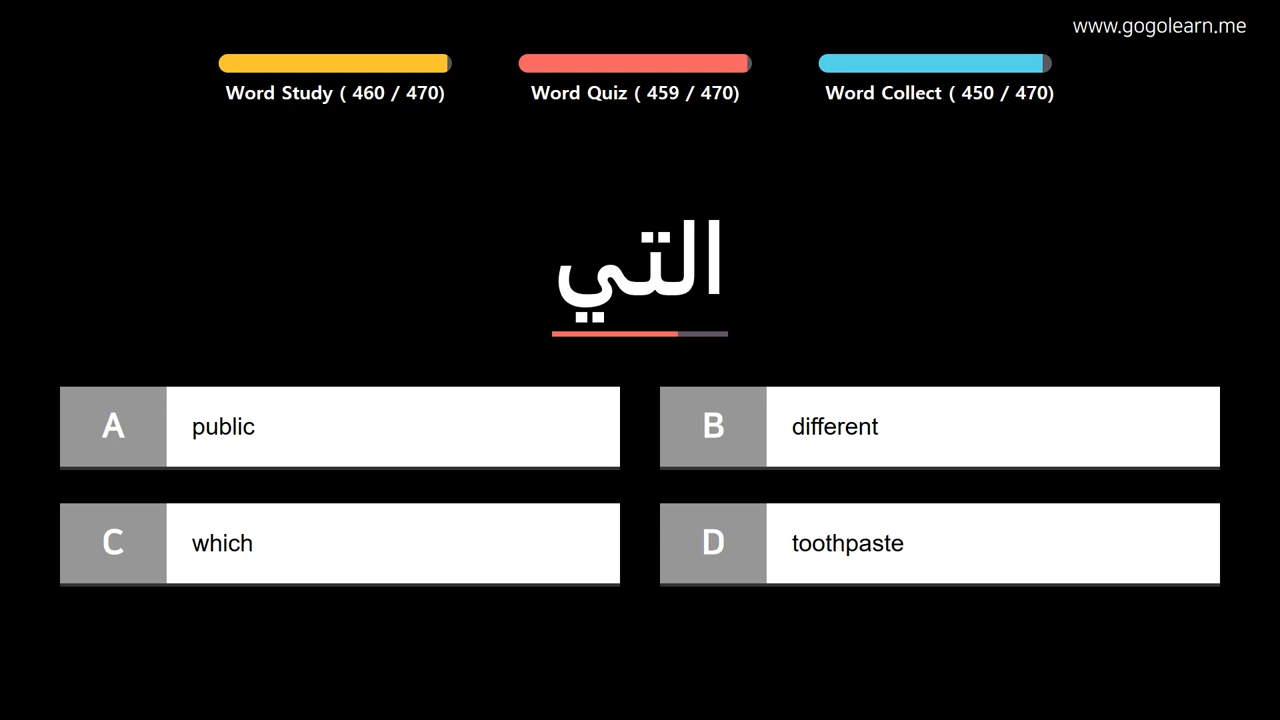 www.gogolearn.me
Word Study ( 460 / 470)
Word Quiz ( 459 / 470)
Word Collect ( 450 / 470)
التي
A public
B different
C which
D toothpaste